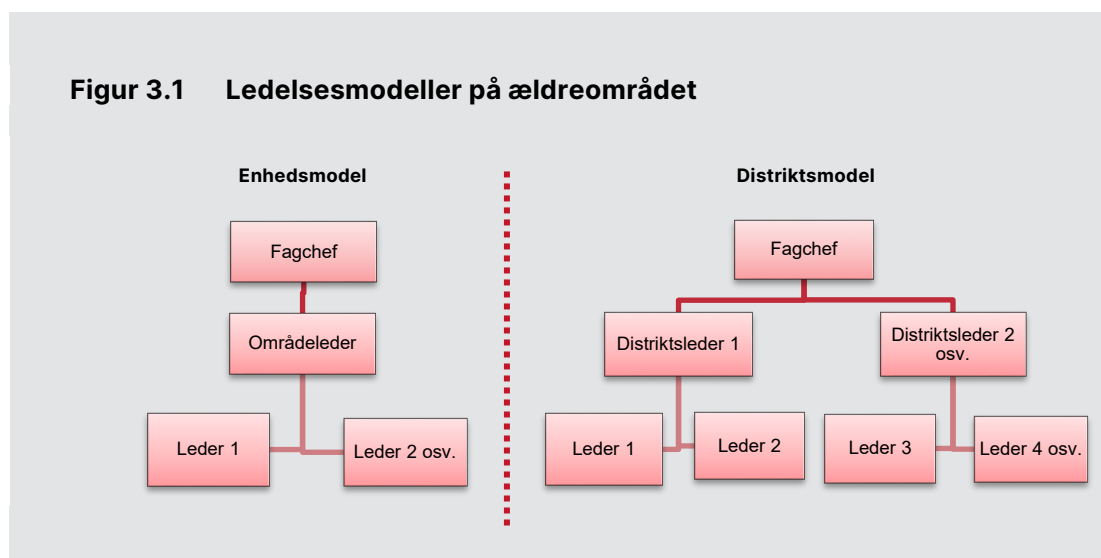 Figur 3.1 Ledelsesmodeller på ældreområdet
Enhedsmodel
Fagchef
Områdeleder
Leder 1
Leder 2 osv.
Distriktsmodel
Fagchef
Distriktsleder 1
Distriktsleder 2
osv.
Leder 1
Leder 2
Leder 3
Leder 4 osv.